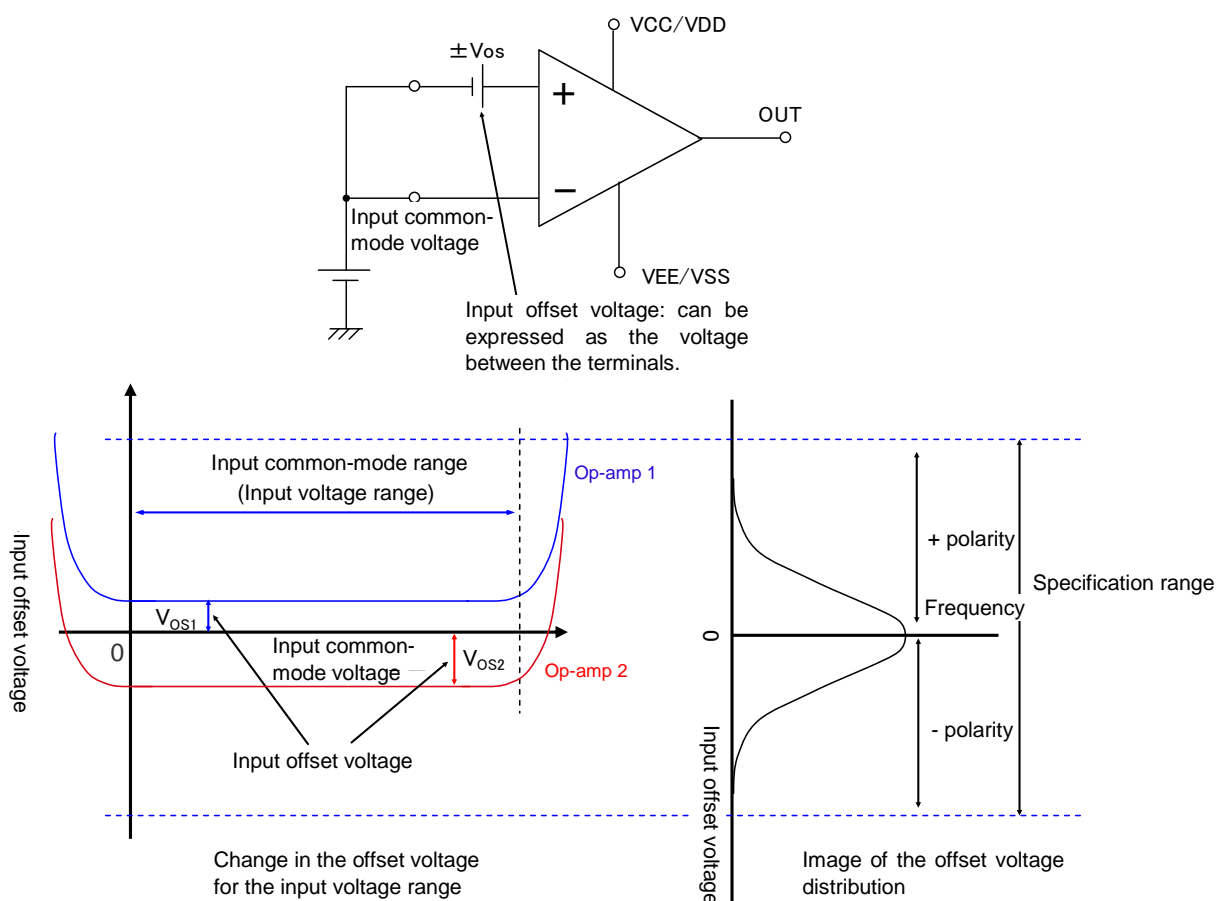 VCC/VDD
±Vos
+
OUT
−
Input common-
mode voltage
VEE/VSS
Input offset voltage: can be
expressed as the voltage
between the terminals.
Input common-mode range
(Input voltage range)
Op-amp 1
Input offset voltage
VOS1
0
Input common-
mode voltage
VOS2
Op-amp 2
Input offset voltage
Change in the offset voltage
for the input voltage range
+ polarity
Specification range
Frequency
0
- polarity
Input offset voltage
Image of the offset voltage
distribution